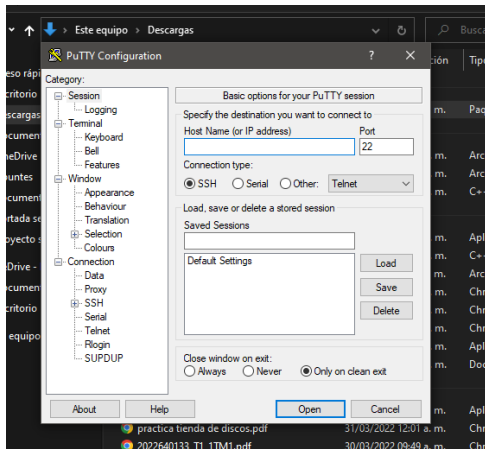 Este equipo > Descargas
Busca
PuTTY Configuration
? ×
Category:
Session
Logging
Terminal
Keyboard
Bell
Features
Window
Appearance
Behaviour
Translation
Selection
Colours
Connection
Data
Proxy
SSH
Serial
Telnet
Rlogin
SUPDUP
Basic options for your PuTTY session
Specify the destination you want to connect to
Host Name (or IP address) Port
22
Connection type:
SSH Serial Other: Telnet
Load, save or delete a stored session
Saved Sessions
Default Settings
Load
Save
Delete
Close window on exit:
Always Never Only on clean exit
About Help Open Cancel
practica tienda de discos.pdf 31/03/2022 12:01 a. m. Chr
2022640133_T1_1TM1.pdf 30/03/2022 09:49 a. m. Chr